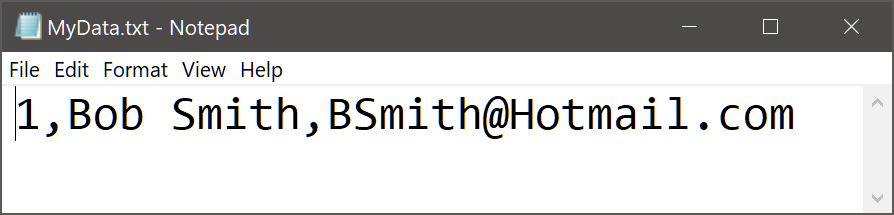 MyData.txt - Notepad
File Edit Format View Help
1,Bob Smith,BSmith@Hotmail.com